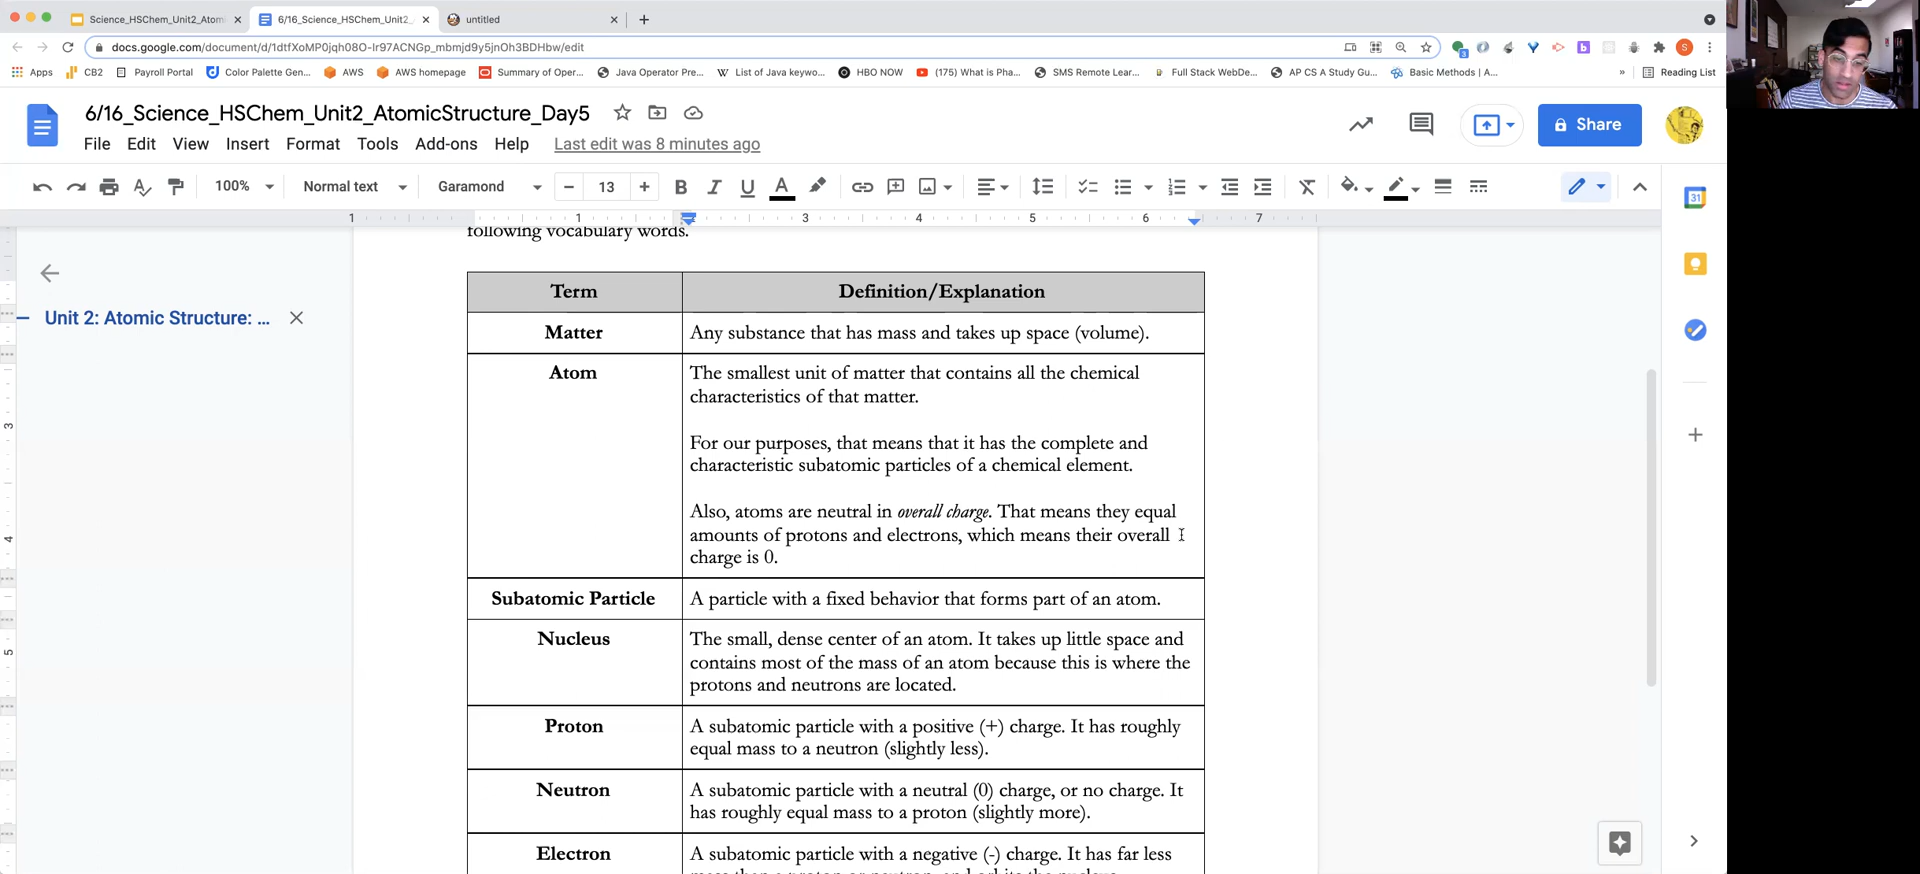 Science_HSChem_Unit2_Atom
6/16_Science_HSChem_Unit2_
untitled
docs.google.com/document/d/1dtfXoMP0jqh08O-Ir97ACNGp_mbmjd9y5jnOh3BDHbw/edit
Apps CB2 Payroll Portal Color Palette Gen... AWS AWS homepage Summary of Oper... Java Operator Pre... List of Java keywo... HBO NOW (175) What is Pha... SMS Remote Lear... Full Stack WebDe... AP CS A Study Gu... Basic Methods | A... » Reading List
6/16_Science_HSChem_Unit2_AtomicStructure_Day5
Share
File Edit View Insert Format Tools Add-ons Help Last edit was 8 minutes ago
100% Normal text Garamond 13
1 1 3 4 5 6 7
following vocabulary words.
Unit 2: Atomic Structure: ...
Term Definition/Explanation
Matter Any substance that has mass and takes up space (volume).
Atom The smallest unit of matter that contains all the chemical
characteristics of that matter.
For our purposes, that means that it has the complete and
characteristic subatomic particles of a chemical element.
Also, atoms are neutral in overall charge. That means they equal
amounts of protons and electrons, which means their overall
charge is 0.
Subatomic Particle A particle with a fixed behavior that forms part of an atom.
Nucleus The small, dense center of an atom. It takes up little space and
contains most of the mass of an atom because this is where the
protons and neutrons are located.
Proton A subatomic particle with a positive (+) charge. It has roughly
equal mass to a neutron (slightly less).
Neutron A subatomic particle with a neutral (0) charge, or no charge. It
has roughly equal mass to a proton (slightly more).
Electron A subatomic particle with a negative (-) charge. It has far less
3
4
5
31